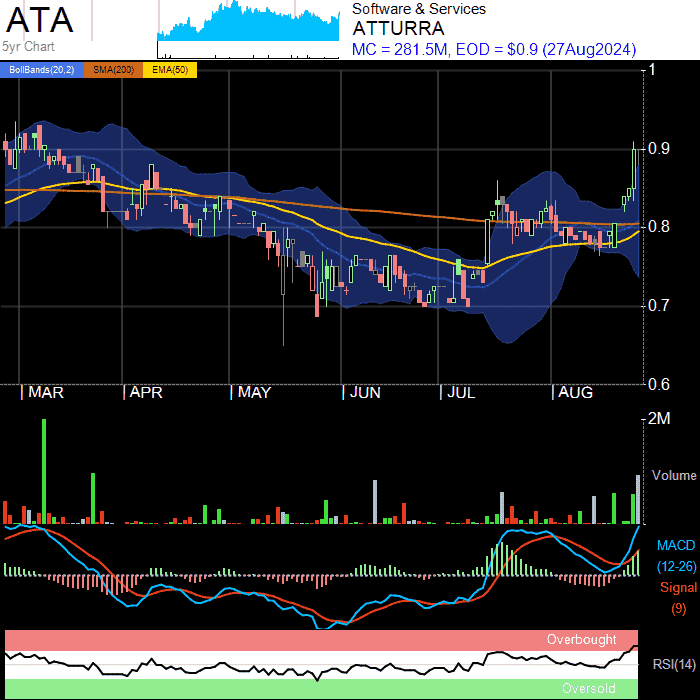 ATA
5yr Chart
Software & Services
ATTURRA
MC = 281.5M, EOD = $0.9 (27Aug2024)
BollBands(20,2) SMA(200) EMA(50)
1
0.9
0.8
0.7
0.6
MAR APR MAY JUN JUL AUG
2M
Volume
MACD
(12-26)
Signal
(9)
Overbought
RSI(14)
Oversold